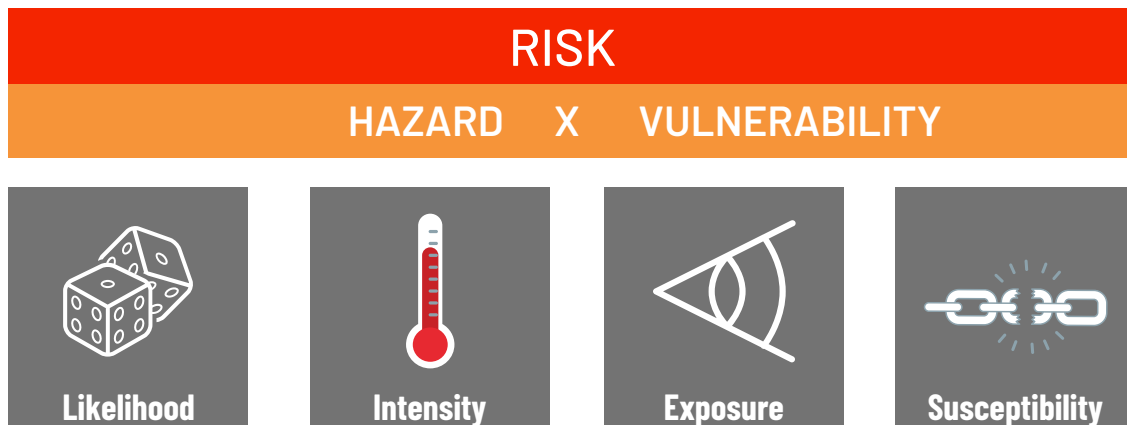 RISK
HAZARD X VULNERABILITY
Likelihood Intensity Exposure Susceptibility